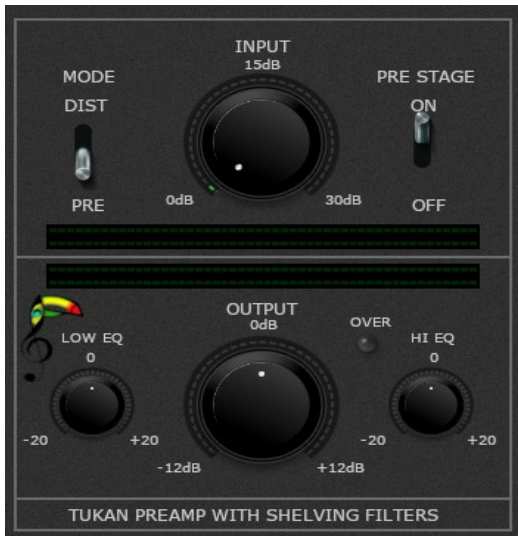 INPUT
15dB
MODE
PRE STAGE
DIST
ON
0dB
30dB
PRE
OFF
OUTPUT
0dB
OVER
LOW EQ
HI EQ
0
0
-20
+20
-20
+20
-12dB
+12dB
TUKAN PREAMP WITH SHELVING FILTERS